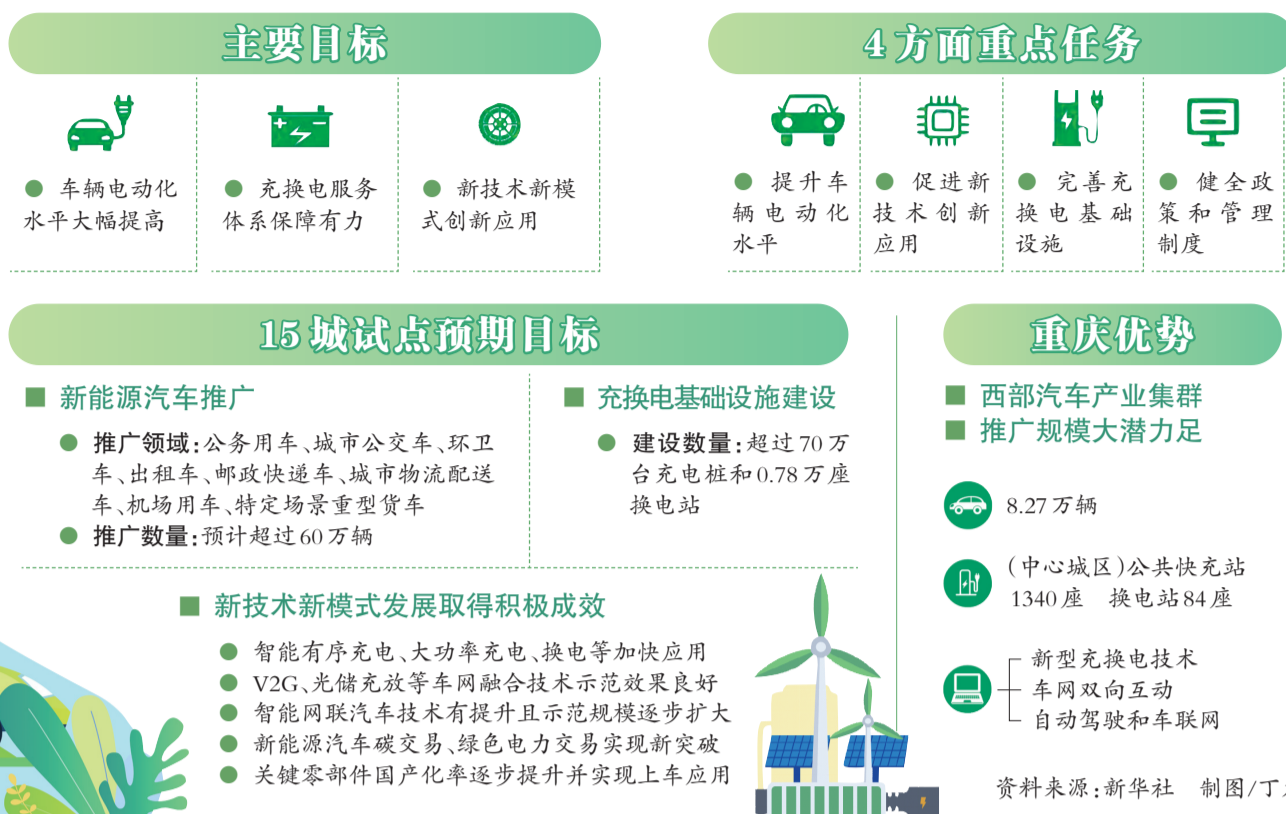 主要目标
● 车辆电动化
水平大幅提高
● 充换电服务
体系保障有力
● 新技术新模
式创新应用
4方面重点任务
● 提升车
辆电动化
水平
● 促进新
技术创新
应用
● 完善充
换电基础
设施
● 健全政
策和管理
制度
15城试点预期目标
■ 新能源汽车推广
● 推广领域:公务用车、城市公交车、环卫
车、出租车、邮政快递车、城市物流配送
车、机场用车、特定场景重型货车
● 推广数量:预计超过60万辆
■ 充换电基础设施建设
● 建设数量:超过70万
台充电桩和0.78万座
换电站
■ 新技术新模式发展取得积极成效
● 智能有序充电、大功率充电、换电等加快应用
● V2G、光储充放等车网融合技术示范效果良好
● 智能网联汽车技术有提升且示范规模逐步扩大
● 新能源汽车碳交易、绿色电力交易实现新突破
● 关键零部件国产化率逐步提升并实现上车应用
重庆优势
■ 西部汽车产业集群
■ 推广规模大潜力足
8.27万辆
(中心城区)公共快充站
1340座 换电站84座
新型充换电技术
车网双向互动
自动驾驶和车联网
资料来源:新华社 制图/丁